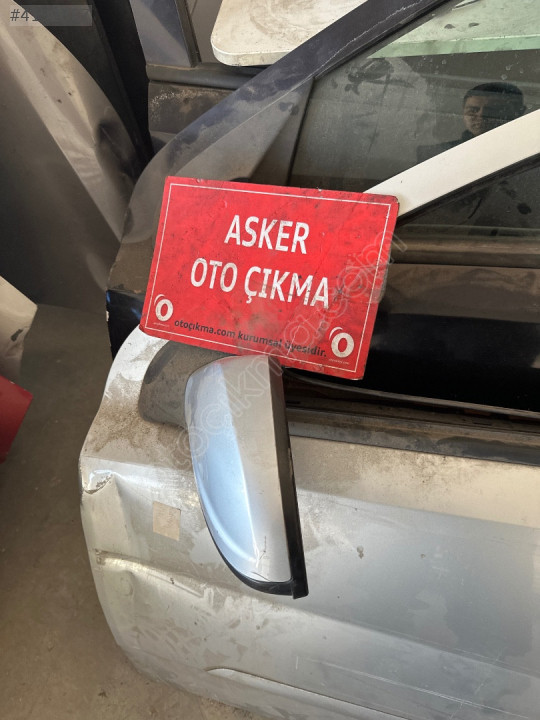 ASKER
OTO ÇIKMA
otoçıkma.com kurumsal üyesidir.